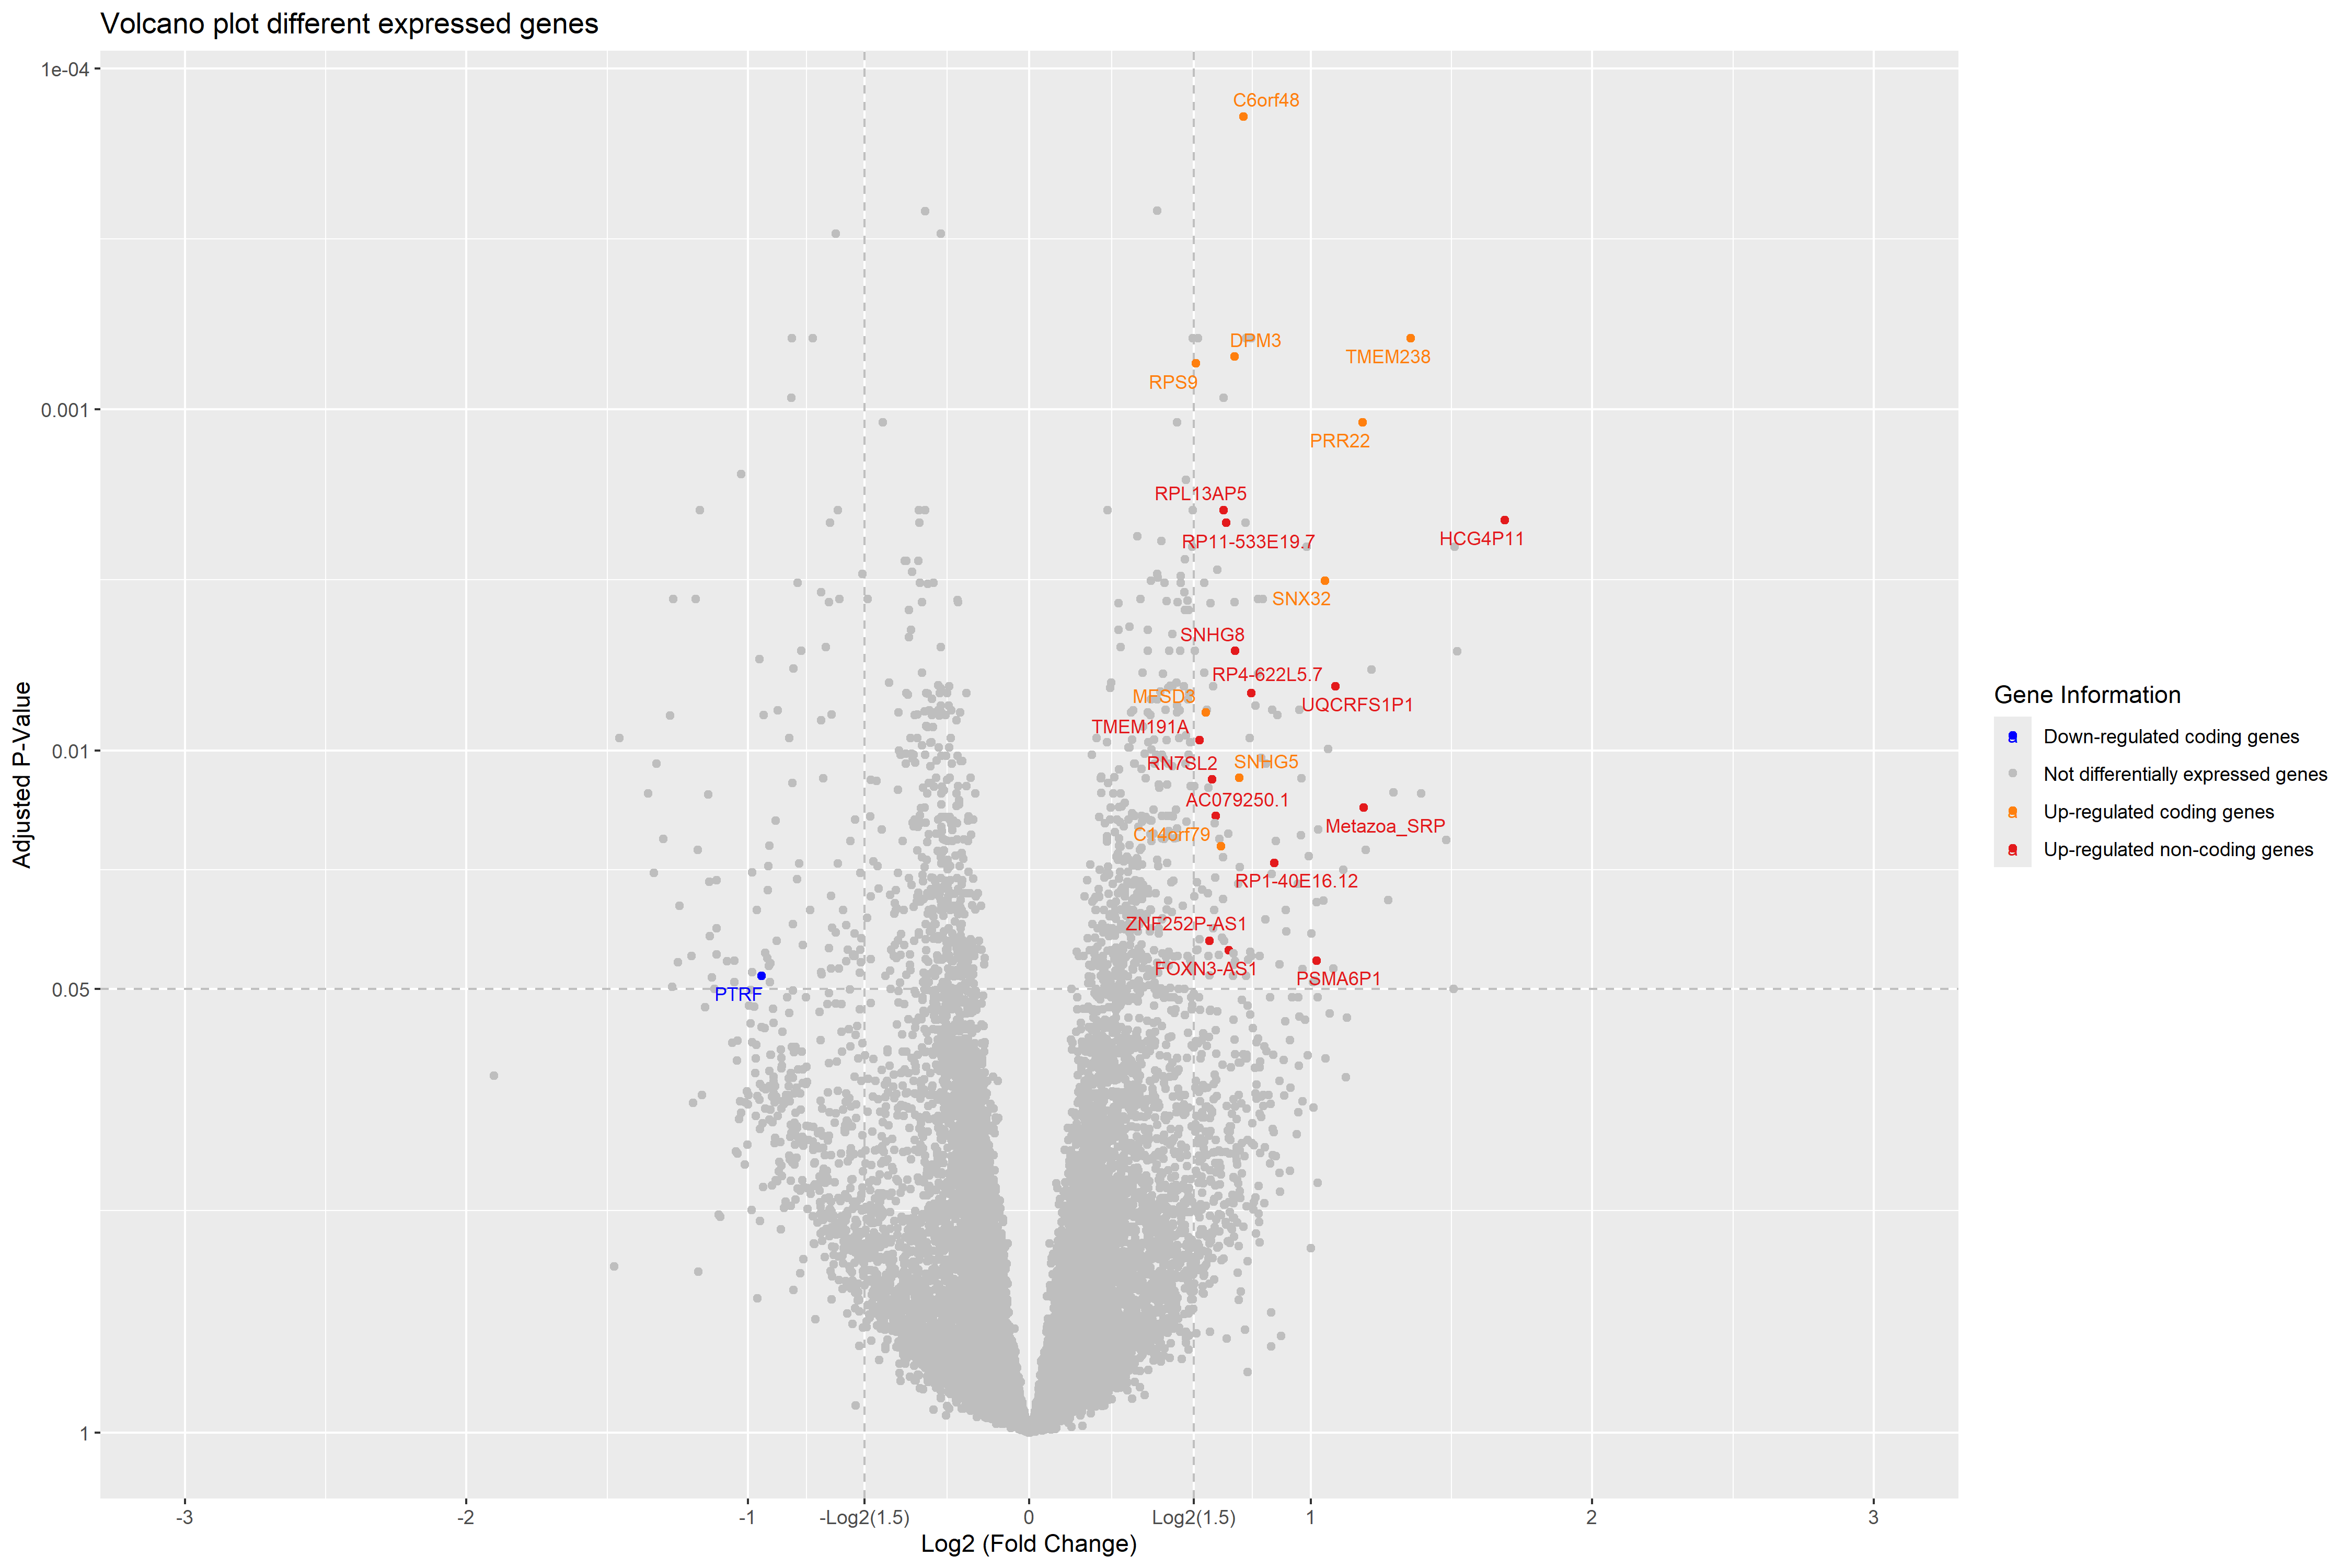 Volcano plot different expressed genes
1e-04
C6orf48
DPM3
TMEM238
RPS9
0.001
PRR22
RPL13AP5
RP11-533E19.7
HCG4P11
SNX32
SNHG8
RP4-622L5.7
MFSD3
UQCRFS1P1
TMEM191A
0.01
RN7SL2
SNHG5
AC079250.1
Metazoa_SRP
C14orf79
RP1-40E16.12
ZNF252P-AS1
FOXN3-AS1
PSMA6P1
0.05
PTRF
1
Adjusted P-Value
-3
-2
-1
-Log2(1.5)
0
Log2(1.5)
1
2
3
Log2 (Fold Change)
Gene Information
a Down-regulated coding genes
Not differentially expressed genes
a Up-regulated coding genes
a Up-regulated non-coding genes